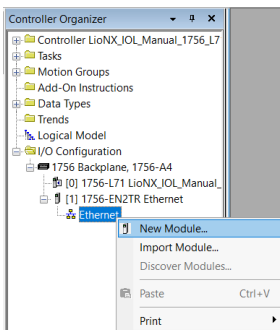 Controller Organizer
Controller LioNX_IOL_Manual_1756_L7
Tasks
Motion Groups
Add-On Instructions
Data Types
Trends
Logical Model
I/O Configuration
1756 Backplane, 1756-A4
[0] 1756-L71 LioNX_IOL_Manual_
[1] 1756-EN2TR Ethernet
Ethernet
New Module...
Import Module...
Discover Modules...
Paste Ctrl+V
Print